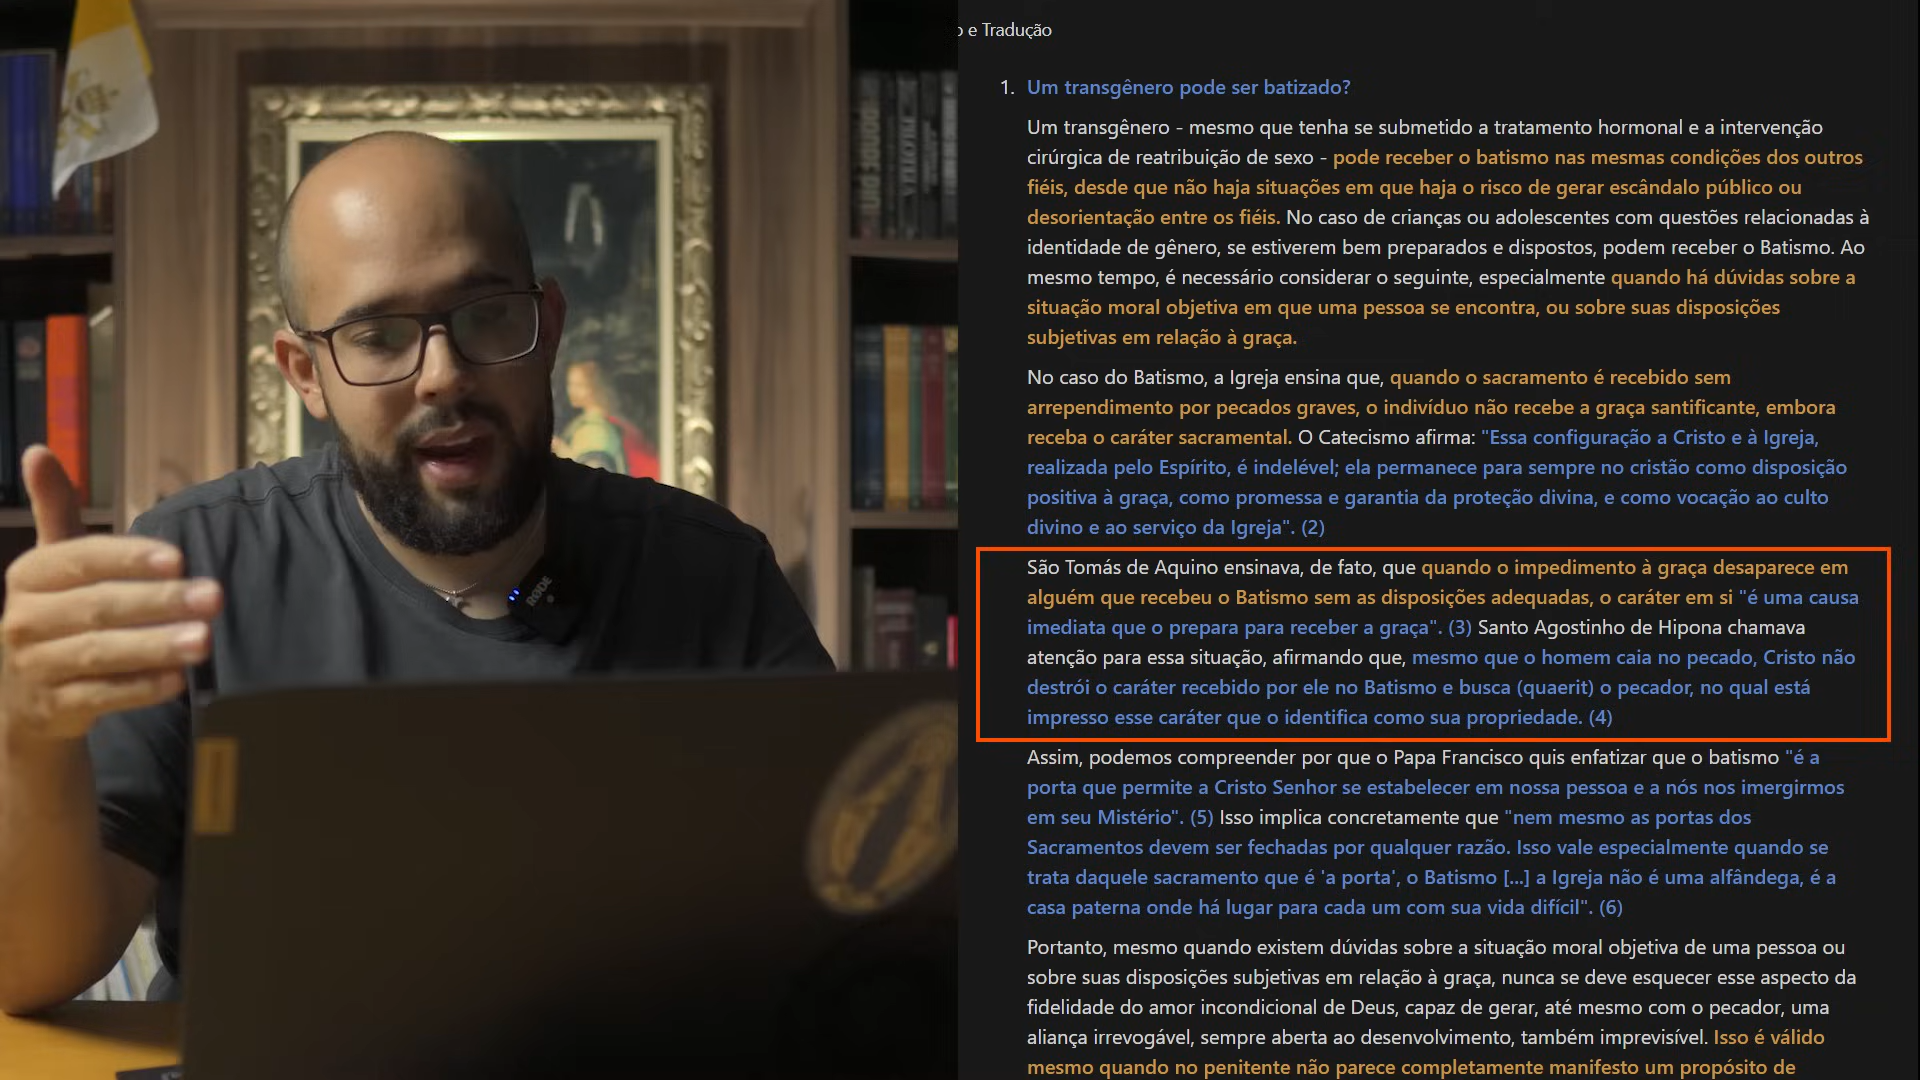 o e Tradução
1. Um transgênero pode ser batizado?
Um transgênero - mesmo que tenha se submetido a tratamento hormonal e a intervenção
cirúrgica de reatribuição de sexo - pode receber o batismo nas mesmas condições dos outros
fiéis, desde que não haja situações em que haja o risco de gerar escândalo público ou
desorientação entre os fiéis. No caso de crianças ou adolescentes com questões relacionadas à
identidade de gênero, se estiverem bem preparados e dispostos, podem receber o Batismo. Ao
mesmo tempo, é necessário considerar o seguinte, especialmente quando há dúvidas sobre a
situação moral objetiva em que uma pessoa se encontra, ou sobre suas disposições
subjetivas em relação à graça.
No caso do Batismo, a Igreja ensina que, quando o sacramento é recebido sem
arrependimento por pecados graves, o indivíduo não recebe a graça santificante, embora
receba o caráter sacramental. O Catecismo afirma: "Essa configuração a Cristo e à Igreja,
realizada pelo Espírito, é indelével; ela permanece para sempre no cristão como disposição
positiva à graça, como promessa e garantia da proteção divina, e como vocação ao culto
divino e ao serviço da Igreja". (2)
São Tomás de Aquino ensinava, de fato, que quando o impedimento à graça desaparece em
alguém que recebeu o Batismo sem as disposições adequadas, o caráter em si "é uma causa
imediata que o prepara para receber a graça". (3) Santo Agostinho de Hipona chamava
atenção para essa situação, afirmando que, mesmo que o homem caia no pecado, Cristo não
destrói o caráter recebido por ele no Batismo e busca (quaerit) o pecador, no qual está
impresso esse caráter que o identifica como sua propriedade. (4)
Assim, podemos compreender por que o Papa Francisco quis enfatizar que o batismo "é a
porta que permite a Cristo Senhor se estabelecer em nossa pessoa e a nós nos imergirmos
em seu Mistério". (5) Isso implica concretamente que "nem mesmo as portas dos
Sacramentos devem ser fechadas por qualquer razão. Isso vale especialmente quando se
trata daquele sacramento que é 'a porta', o Batismo [...] a Igreja não é uma alfândega, é a
casa paterna onde há lugar para cada um com sua vida difícil". (6)
Portanto, mesmo quando existem dúvidas sobre a situação moral objetiva de uma pessoa ou
sobre suas disposições subjetivas em relação à graça, nunca se deve esquecer esse aspecto da
fidelidade do amor incondicional de Deus, capaz de gerar, até mesmo com o pecador, uma
aliança irrevogável, sempre aberta ao desenvolvimento, também imprevisível. Isso é válido
mesmo quando no penitente não parece completamente manifesto um propósito de
RØDE